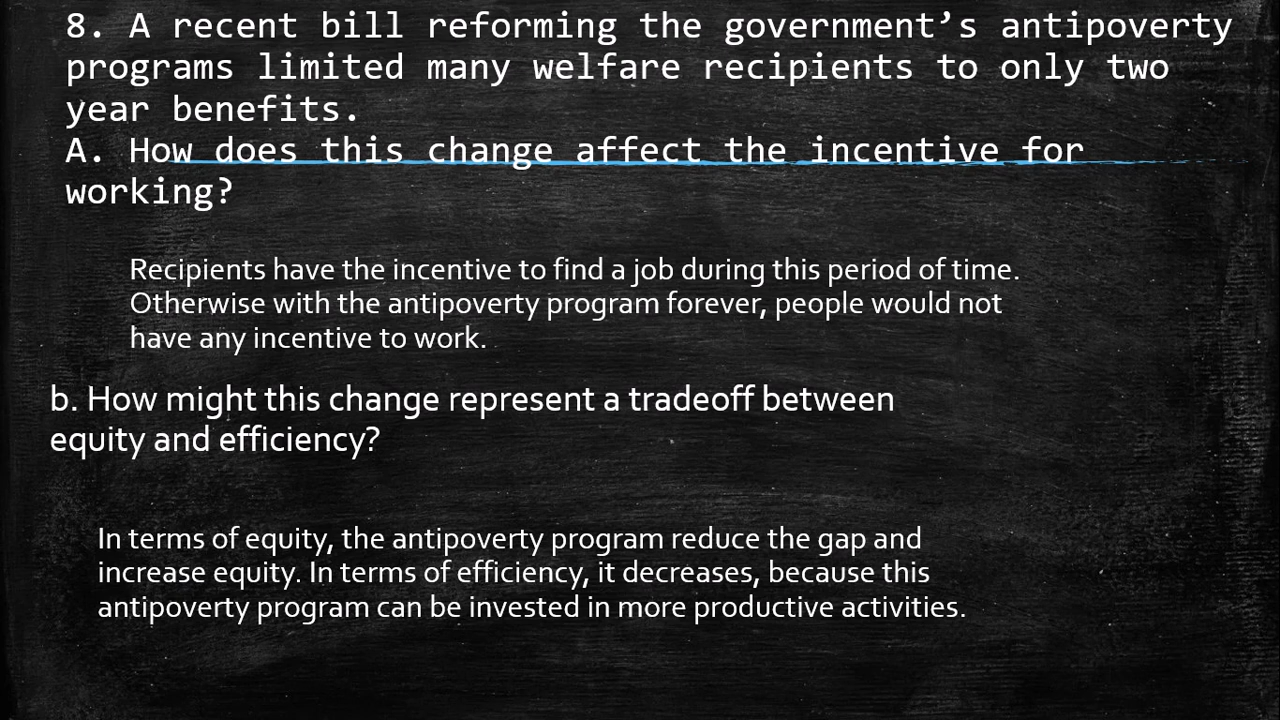 8. A recent bill reforming the government’s antipoverty
programs limited many welfare recipients to only two
year benefits.
A. How does this change affect the incentive for
working?
Recipients have the incentive to find a job during this period of time.
Otherwise with the antipoverty program forever, people would not
have any incentive to work.
b. How might this change represent a tradeoff between
equity and efficiency?
In terms of equity, the antipoverty program reduce the gap and
increase equity. In terms of efficiency, it decreases, because this
antipoverty program can be invested in more productive activities.